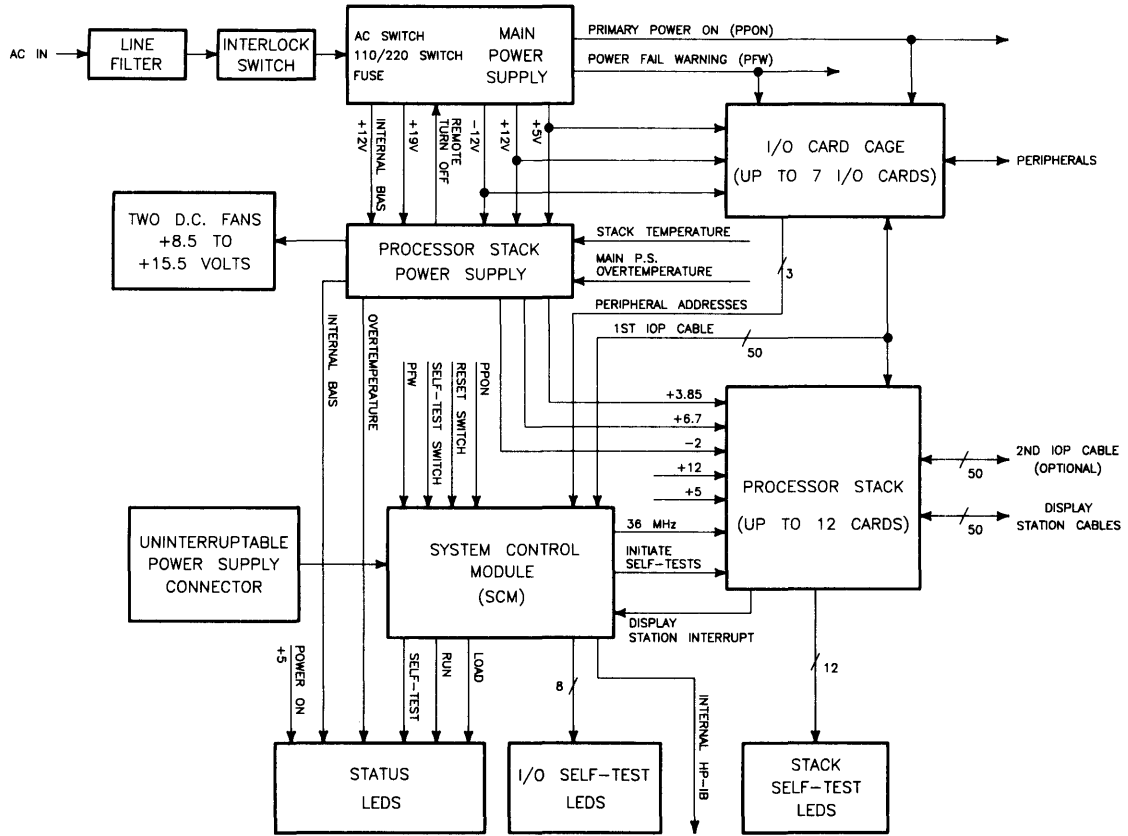 AC IN
LINE
FILTER
INTERLOCK
SWITCH
AC SWITCH
110/220 SWITCH
FUSE
MAIN
POWER
SUPPLY
PRIMARY POWER ON (PPON)
POWER FAIL WARNING (PFW)
INTERNAL BIAS
+12V
+19V
REMOTE
TURN OFF
-12V
+12V
+5V
I/O CARD CAGE
(UP TO 7 I/O CARDS)
PERIPHERALS
TWO D.C. FANS
+8.5 TO
+15.5 VOLTS
PROCESSOR STACK
POWER SUPPLY
STACK TEMPERATURE
MAIN P.S.
OVERTEMPERATURE
3
PERIPHERAL ADDRESSES
1ST IOP CABLE
50
INTERNAL BAIS
OVERTEMPERATURE
PFW
SELF-TEST SWITCH
RESET SWITCH
PPON
+3.85
+6.7
-2
+12
+5
PROCESSOR STACK
(UP TO 12 CARDS)
50
2ND IOP CABLE
(OPTIONAL)
50
DISPLAY
STATION CABLES
UNINTERRUPTABLE
POWER SUPPLY
CONNECTOR
SYSTEM CONTROL
MODULE
(SCM)
36 MHz
INITIATE
SELF-TESTS
DISPLAY
STATION INTERRUPT
POWER ON
+5
SELF-TEST
RUN
LOAD
8
INTERNAL HP-IB
12
STATUS
LEDS
I/O SELF-TEST
LEDS
STACK
SELF-TEST
LEDS